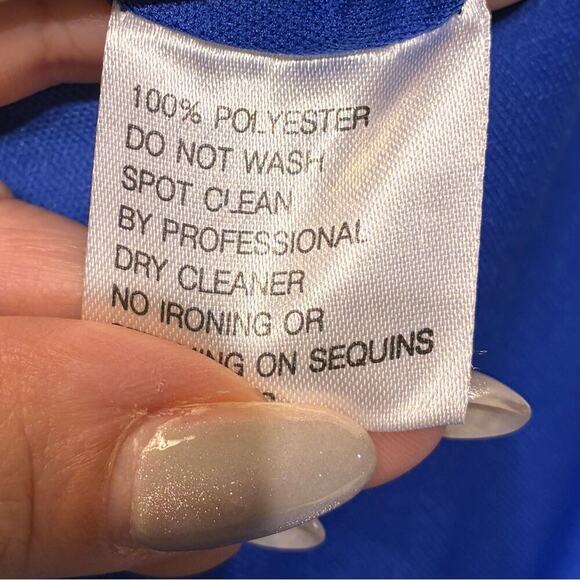 100% POLYESTER
DO NOT WASH
SPOT CLEAN
BY PROFESSIONAL
DRY CLEANER
NO IRONING OR
ON SEQUINS